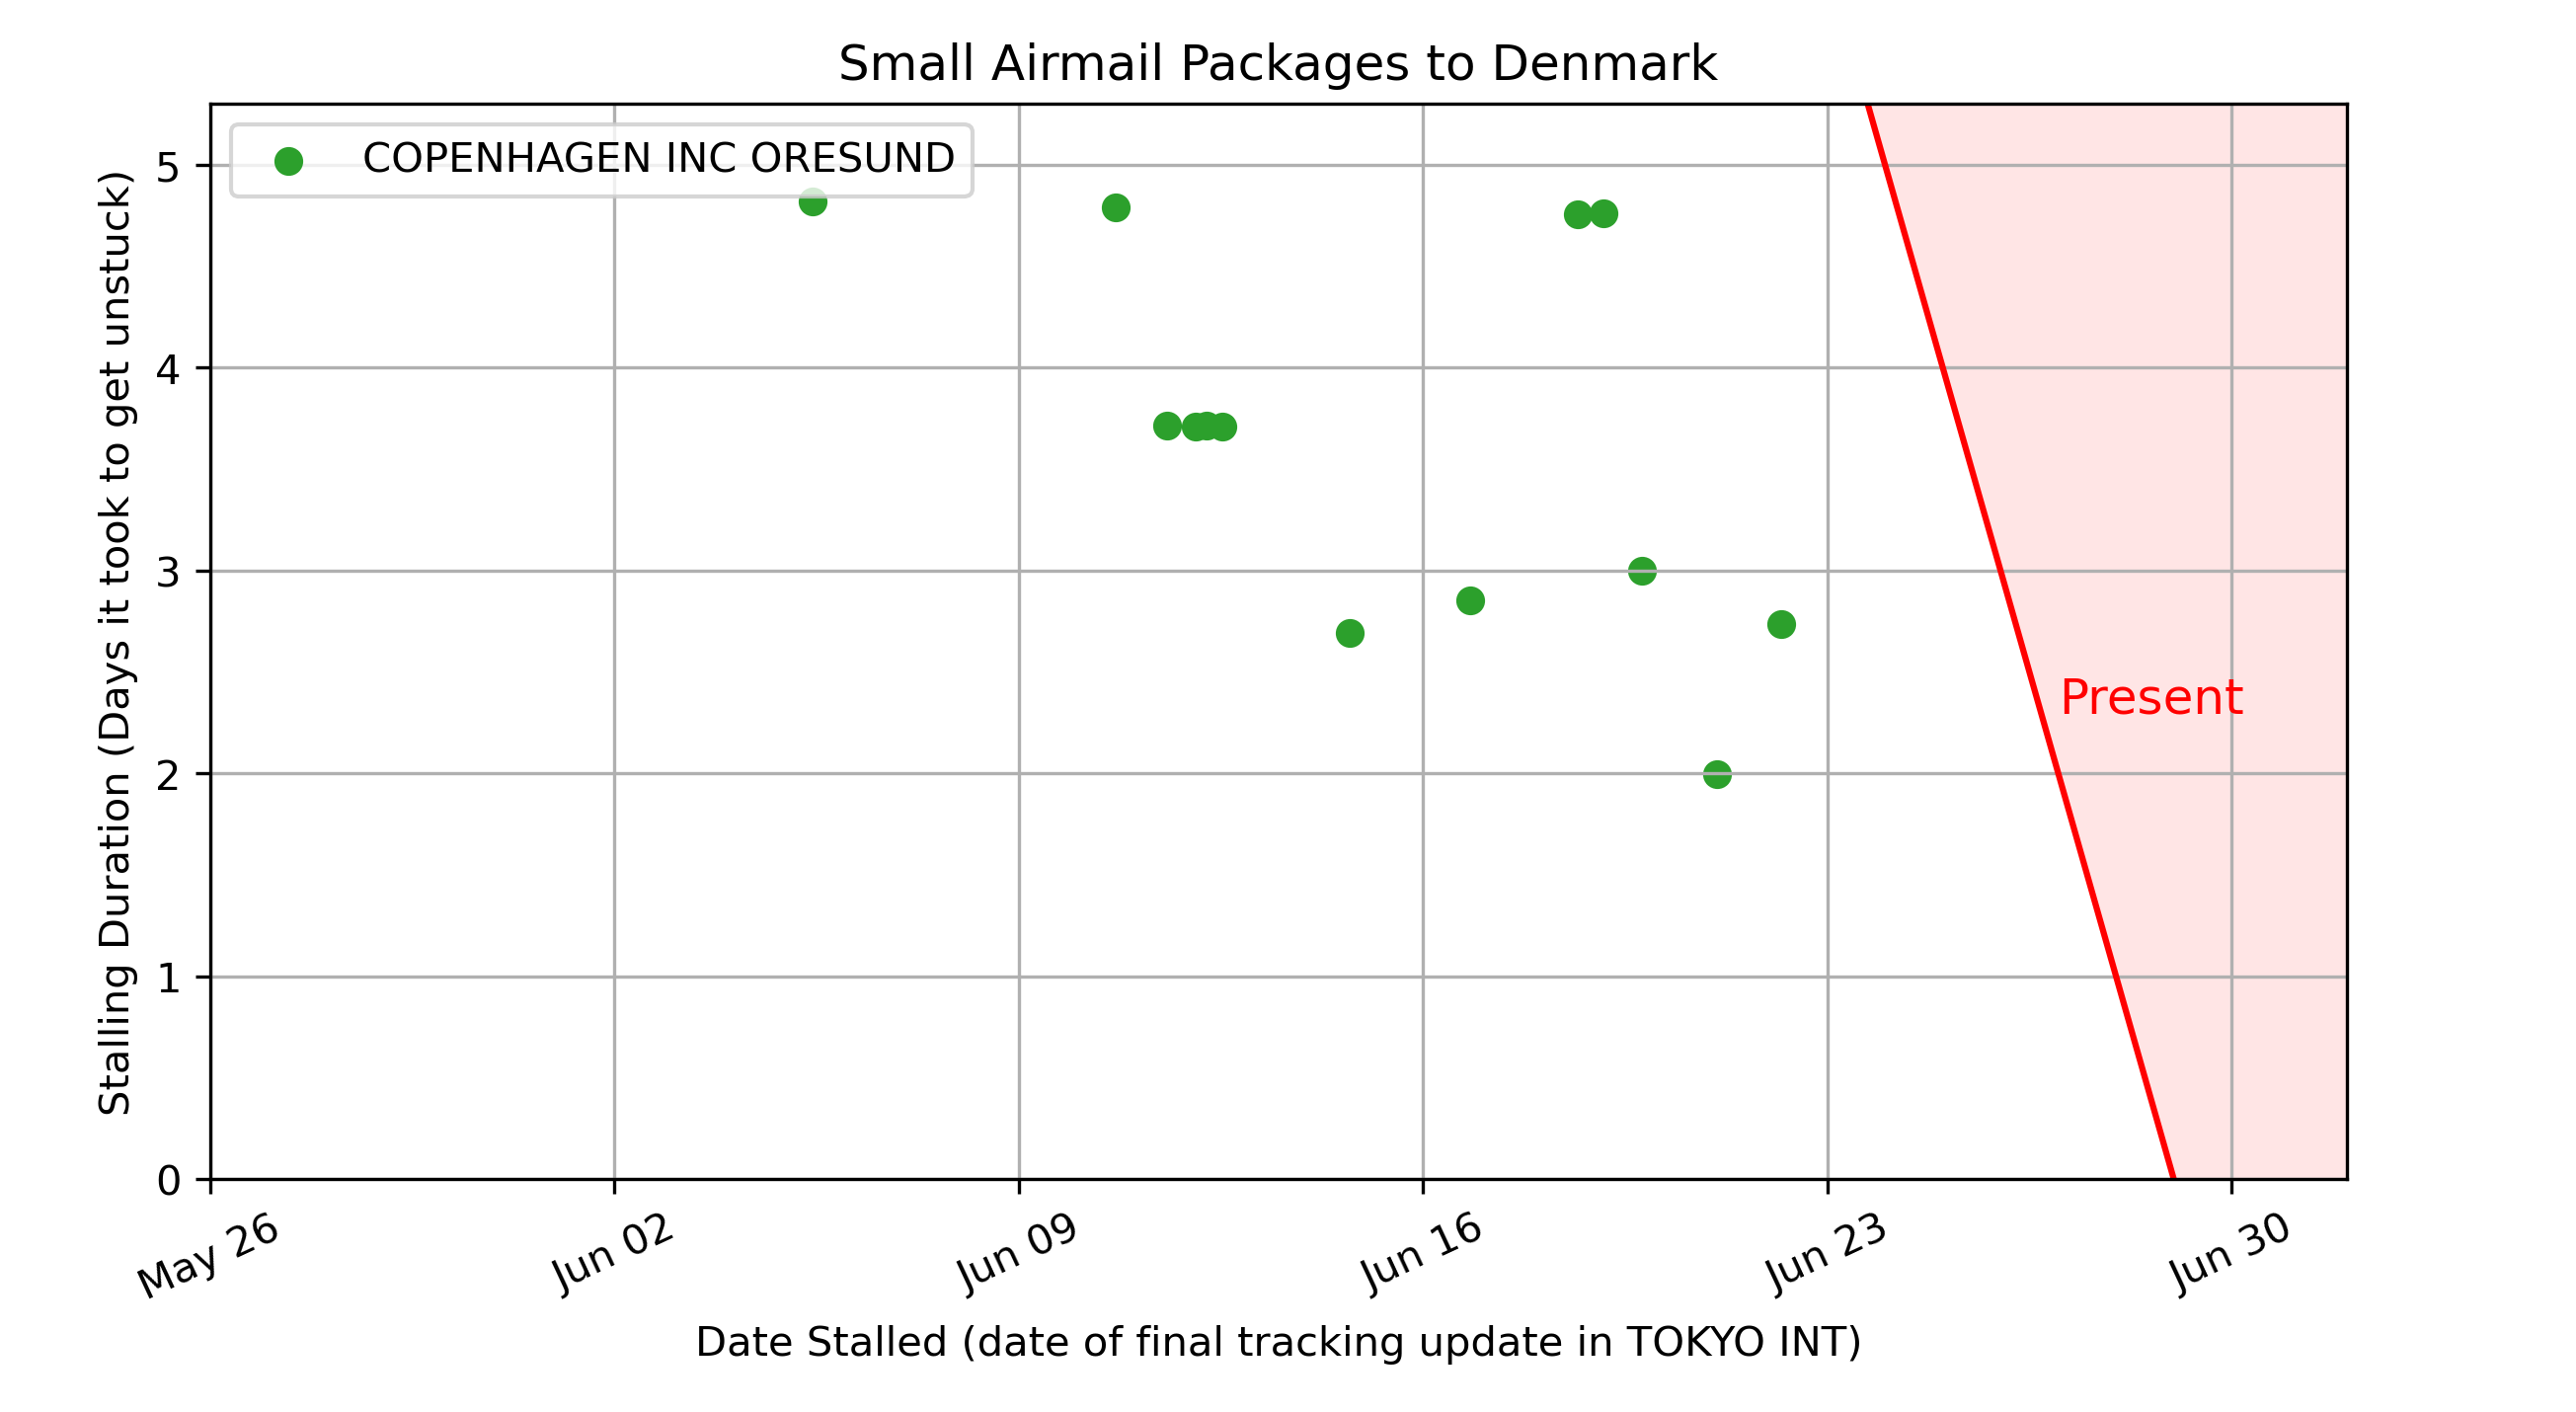 Small Airmail Packages to Denmark
COPENHAGEN INC ORESUND
Stalling Duration (Days it took to get unstuck)
5
4
3
2
1
0
Present
May 26
Jun 02
Jun 09
Jun 16
Jun 23
Jun 30
Date Stalled (date of final tracking update in TOKYO INT)